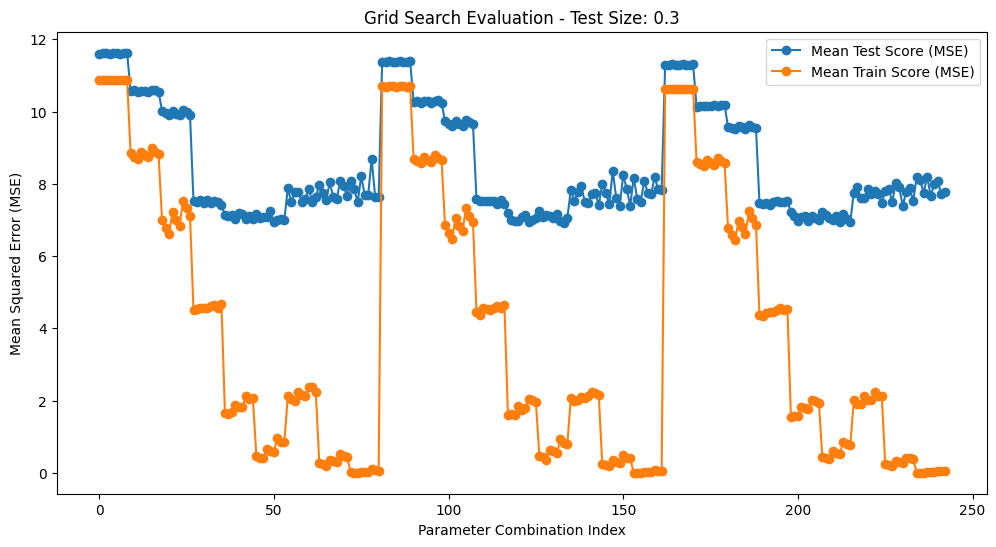 Grid Search Evaluation - Test Size: 0.3
Mean Test Score (MSE)
Mean Train Score (MSE)
Mean Squared Error (MSE)
12
10
8
6
4
2
0
0
50
100
150
200
250
Parameter Combination Index